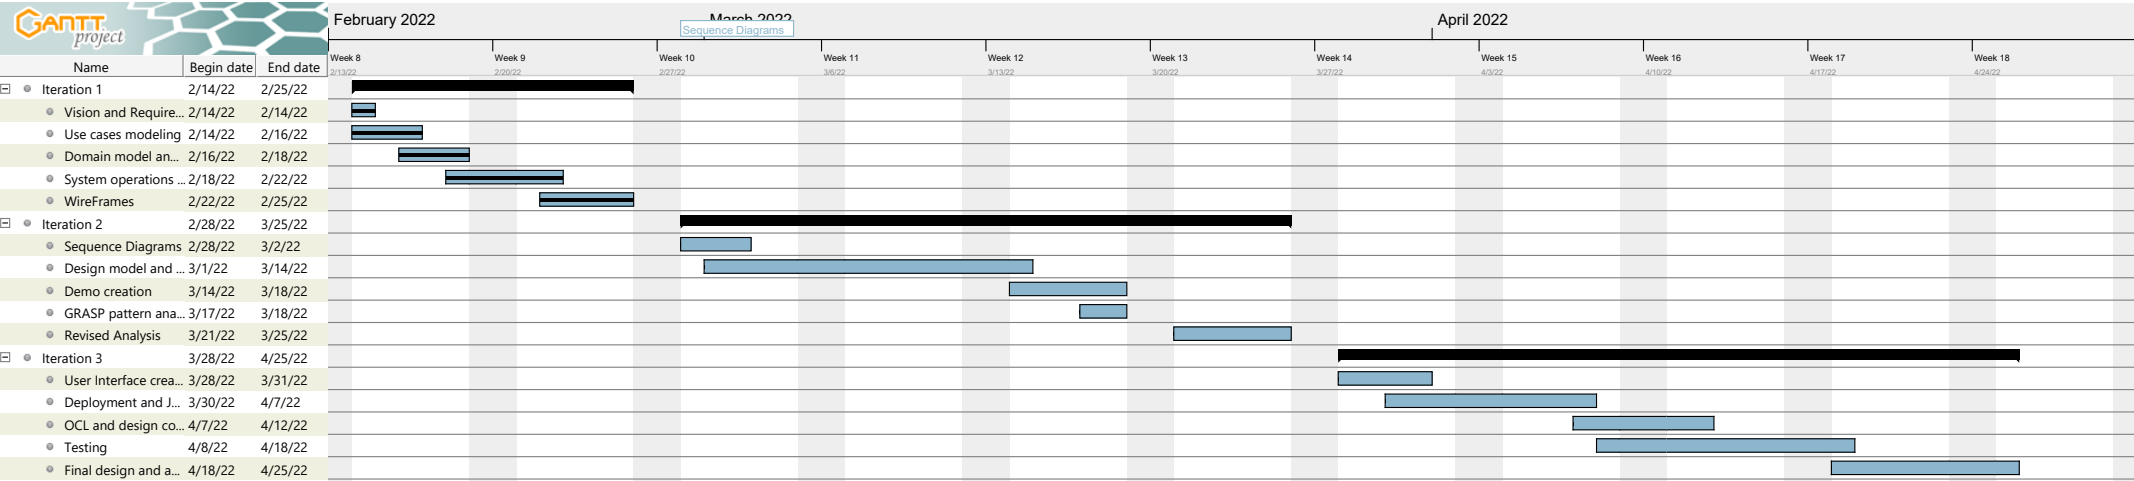 GANTT
project
February 2022
March 2022
April 2022
Sequence Diagrams
Name Begin date End date
Week 8 Week 9 Week 10 Week 11 Week 12 Week 13 Week 14 Week 15 Week 16 Week 17 Week 18
2/13/22 2/20/22 2/27/22 3/6/22 3/13/22 3/20/22 3/27/22 4/3/22 4/10/22 4/17/22 4/24/22
Iteration 1 2/14/22 2/25/22
Vision and Require... 2/14/22 2/14/22
Use cases modeling 2/14/22 2/16/22
Domain model an... 2/16/22 2/18/22
System operations ... 2/18/22 2/22/22
WireFrames 2/22/22 2/25/22
Iteration 2 2/28/22 3/25/22
Sequence Diagrams 2/28/22 3/2/22
Design model and ... 3/1/22 3/14/22
Demo creation 3/14/22 3/18/22
GRASP pattern ana... 3/17/22 3/18/22
Revised Analysis 3/21/22 3/25/22
Iteration 3 3/28/22 4/25/22
User Interface crea... 3/28/22 3/31/22
Deployment and J... 3/30/22 4/7/22
OCL and design co... 4/7/22 4/12/22
Testing 4/8/22 4/18/22
Final design and a... 4/18/22 4/25/22